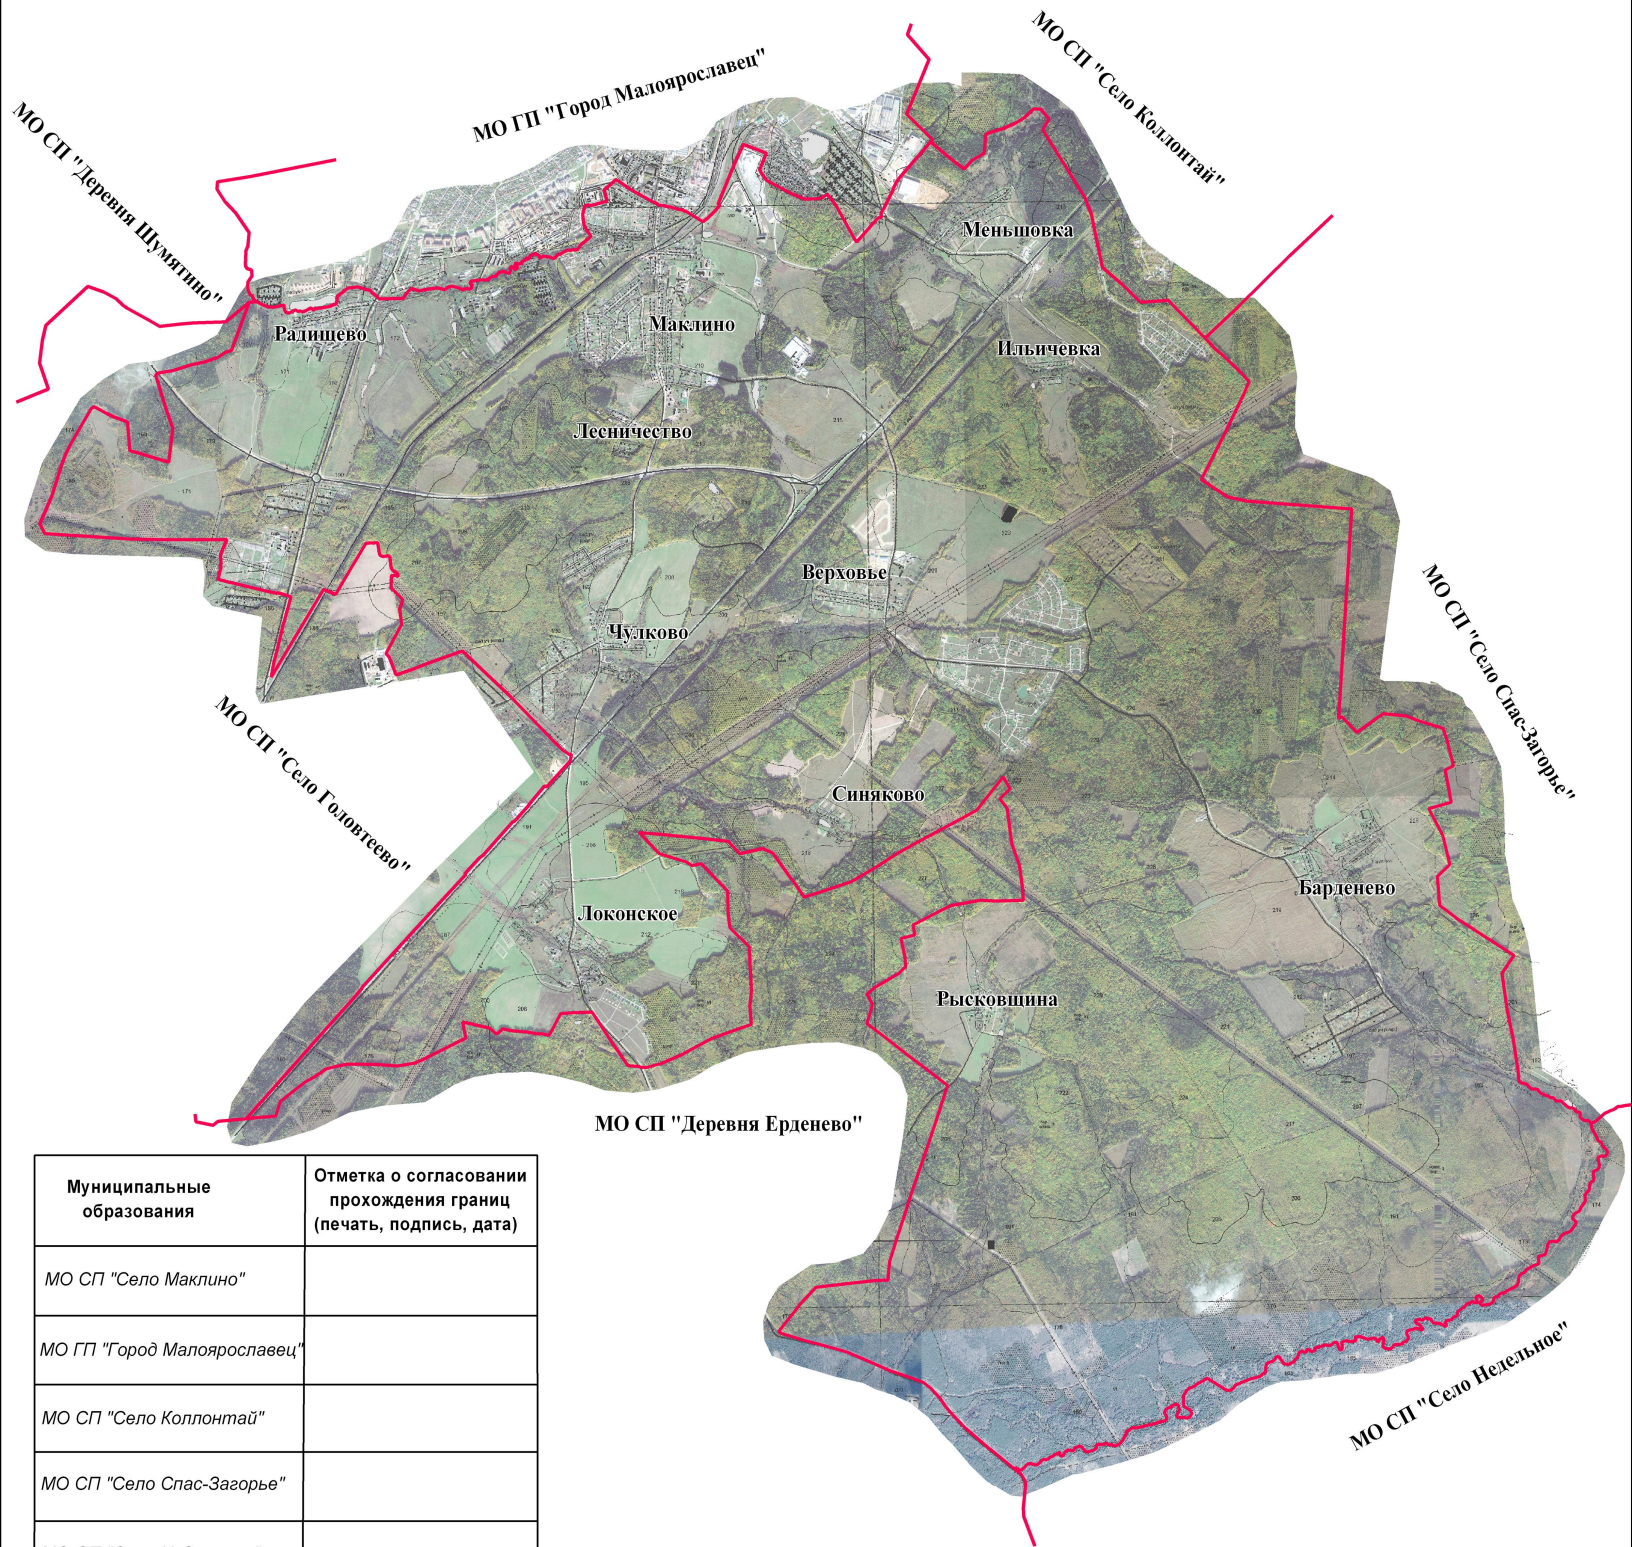 МО СП "Село Коллонтай"
МО ГП "Город Малоярославец"
МО СП "Деревня Шумятино"
Меньшовка
Радищево
Маклино
Ильичевка
Лесничество
Верховье
Чулково
МО СП "Село Спас-Загорье"
МО СП "Село Головтеево"
Синяково
Барденево
Локонское
Рысковщина
МО СП "Деревня Ерденево"
МО СП "Село Недельное"
Муниципальные
образования
Отметка о согласовании
прохождения границ
(печать, подпись, дата)
МО СП "Село Маклино"
МО ГП "Город Малоярославец"
МО СП "Село Коллонтай"
МО СП "Село Спас-Загорье"